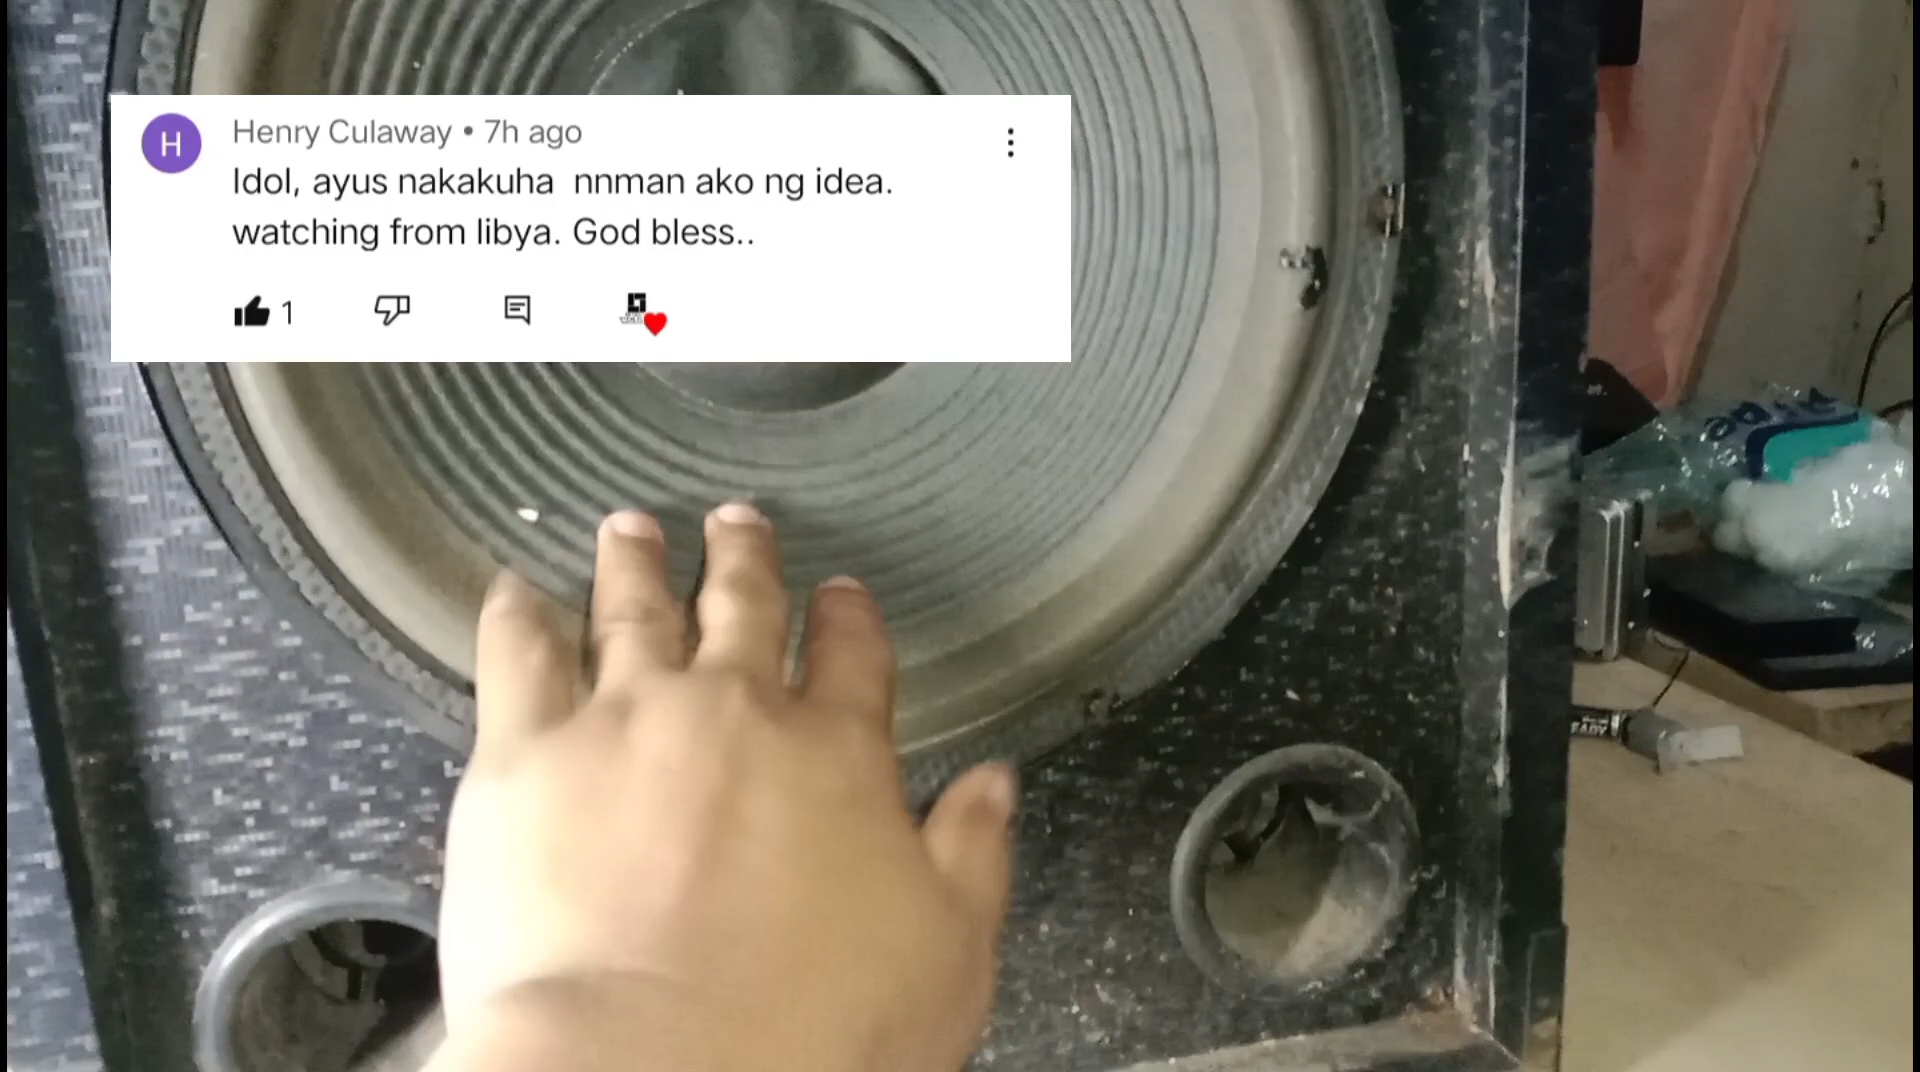 H
Henry Culaway • 7h ago
Idol, ayus nakakuha  nnman ako ng idea.
watching from libya. God bless..
1